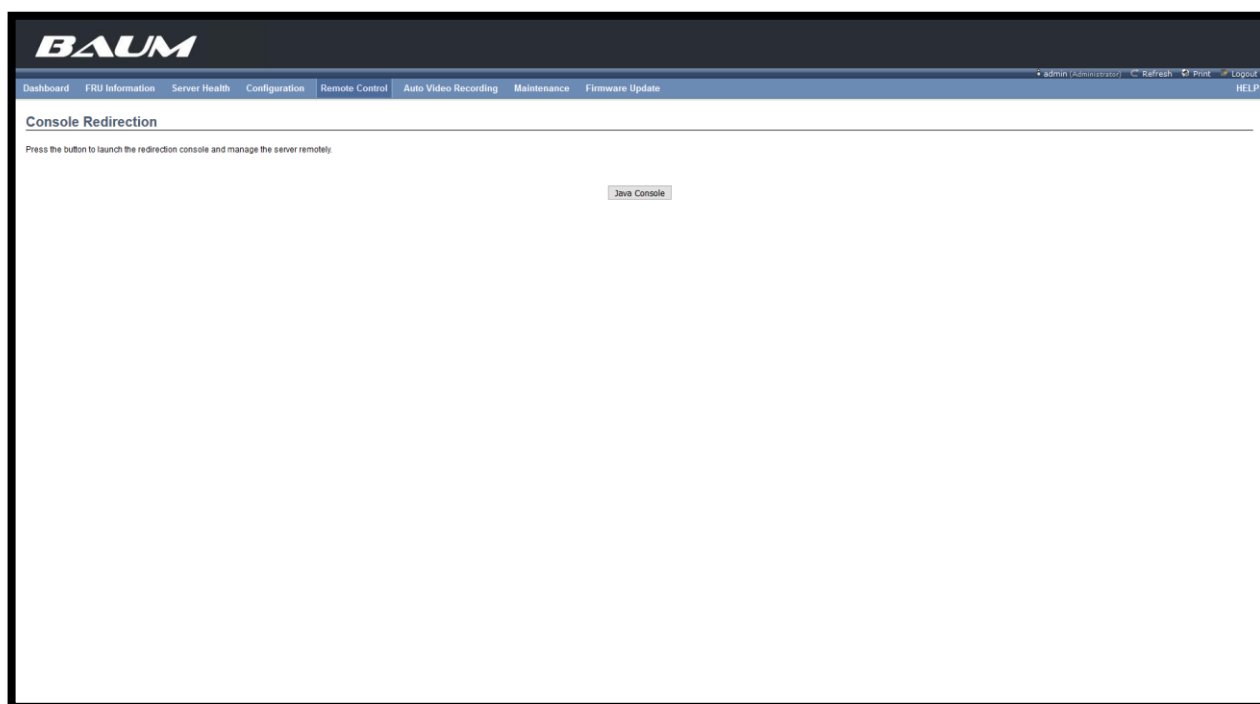 BAUM
admin (Administrator) Refresh Print Logout
Dashboard FRU Information Server Health Configuration Remote Control Auto Video Recording Maintenance Firmware Update HELP
Console Redirection
Press the button to launch the redirection console and manage the server remotely.
Java Console